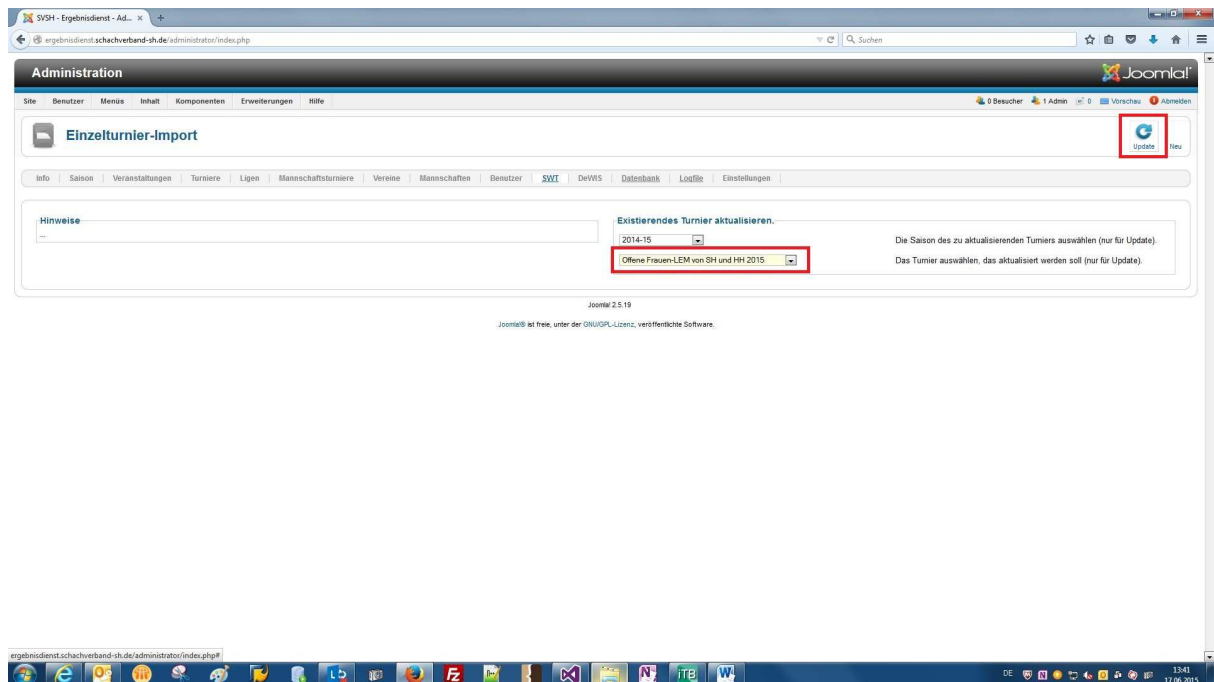 SVSH - Ergebnisdienst - Ad...
ergebnisdienst.schachverband-sh.de/administrator/index.php
Suchen
Administration
Joomla!
Site Benutzer Menüs Inhalt Komponenten Erweiterungen Hilfe
0 Besucher 1 Admin 0 Vorschau Abmelden
Einzelturnier-Import
Update Neu
Info Saison Veranstaltungen Turniere Ligen Mannschaftsturniere Vereine Mannschaften Benutzer SWT DeWIS Datenbank Logfile Einstellungen
Hinweise
...
Existierendes Turnier aktualisieren.
2014-15 Die Saison des zu aktualisierenden Turniers auswählen (nur für Update).
Offene Frauen-LEM von SH und HH 2015 Das Turnier auswählen, das aktualisiert werden soll (nur für Update).
Joomla! 2.5.19
Joomla!® ist freie, unter der GNU/GPL-Lizenz, veröffentlichte Software.
ergebnisdienst.schachverband-sh.de/administrator/index.php#
DE 13:41
17.06.2015